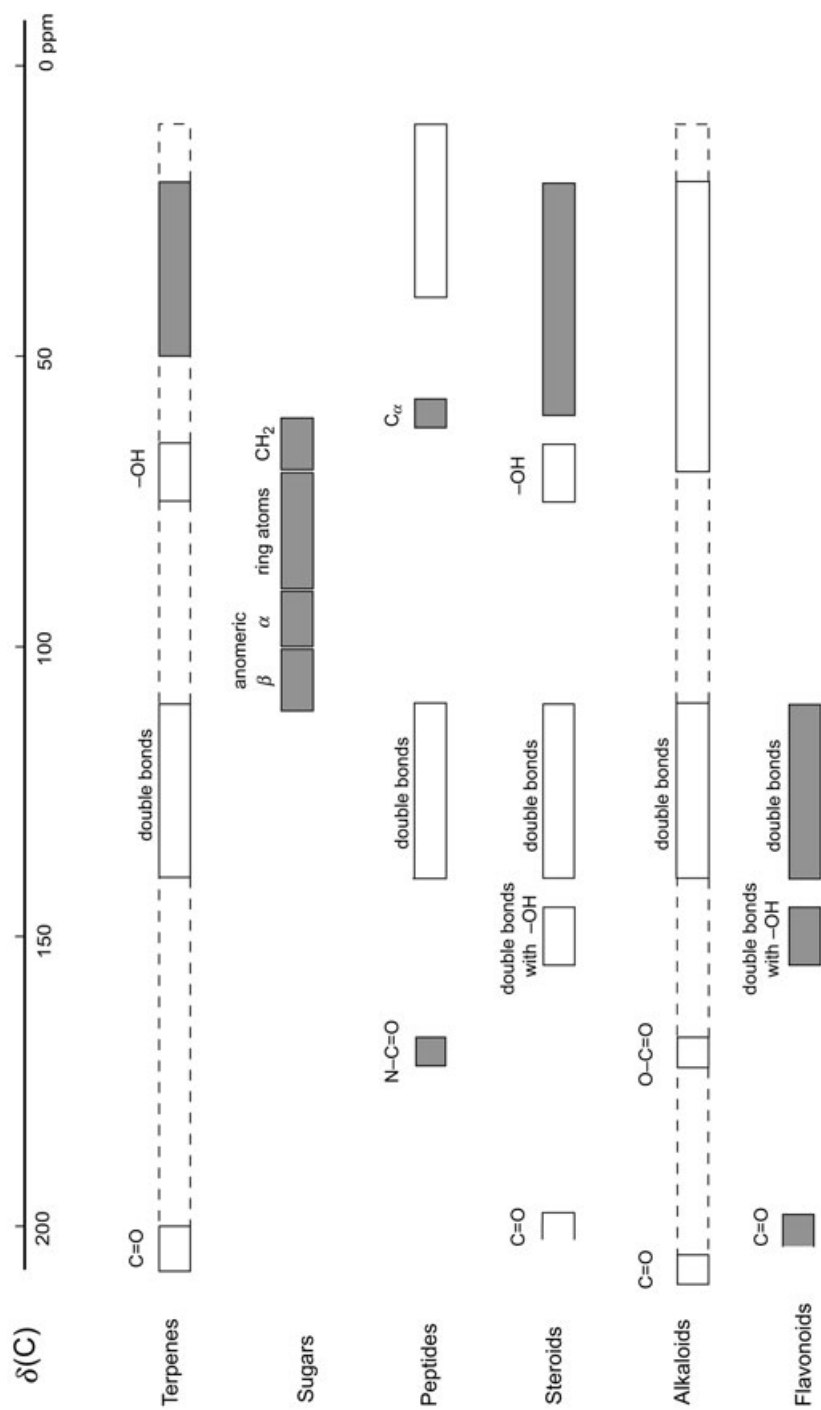 δ(C)
200
150
100
50
0 ppm
Terpenes
C=O
double bonds
–OH
Sugars
anomeric
β
α
ring atoms
CH₂
Peptides
N–C=O
double bonds
Cα
Steroids
C=O
double bonds
with –OH
double bonds
–OH
Alkaloids
C=O
O–C=O
double bonds
Flavonoids
C=O
double bonds
with –OH
double bonds